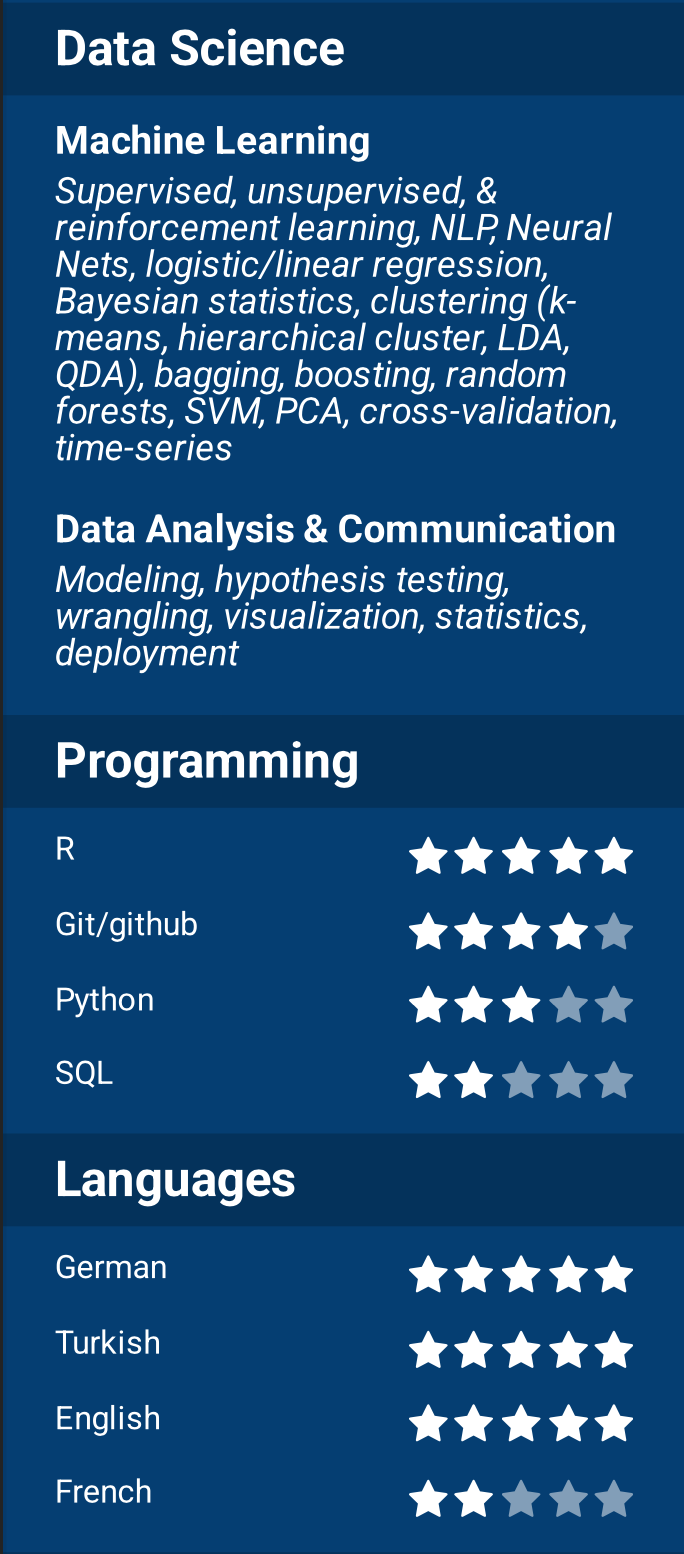 Data Science
Machine Learning
Supervised, unsupervised, &
reinforcement learning, NLP, Neural
Nets, logistic/linear regression,
Bayesian statistics, clustering (k-
means, hierarchical cluster, LDA,
QDA), bagging, boosting, random
forests, SVM, PCA, cross-validation,
time-series
Data Analysis & Communication
Modeling, hypothesis testing,
wrangling, visualization, statistics,
deployment
Programming
R
Git/github
Python
SQL
Languages
German
Turkish
English
French